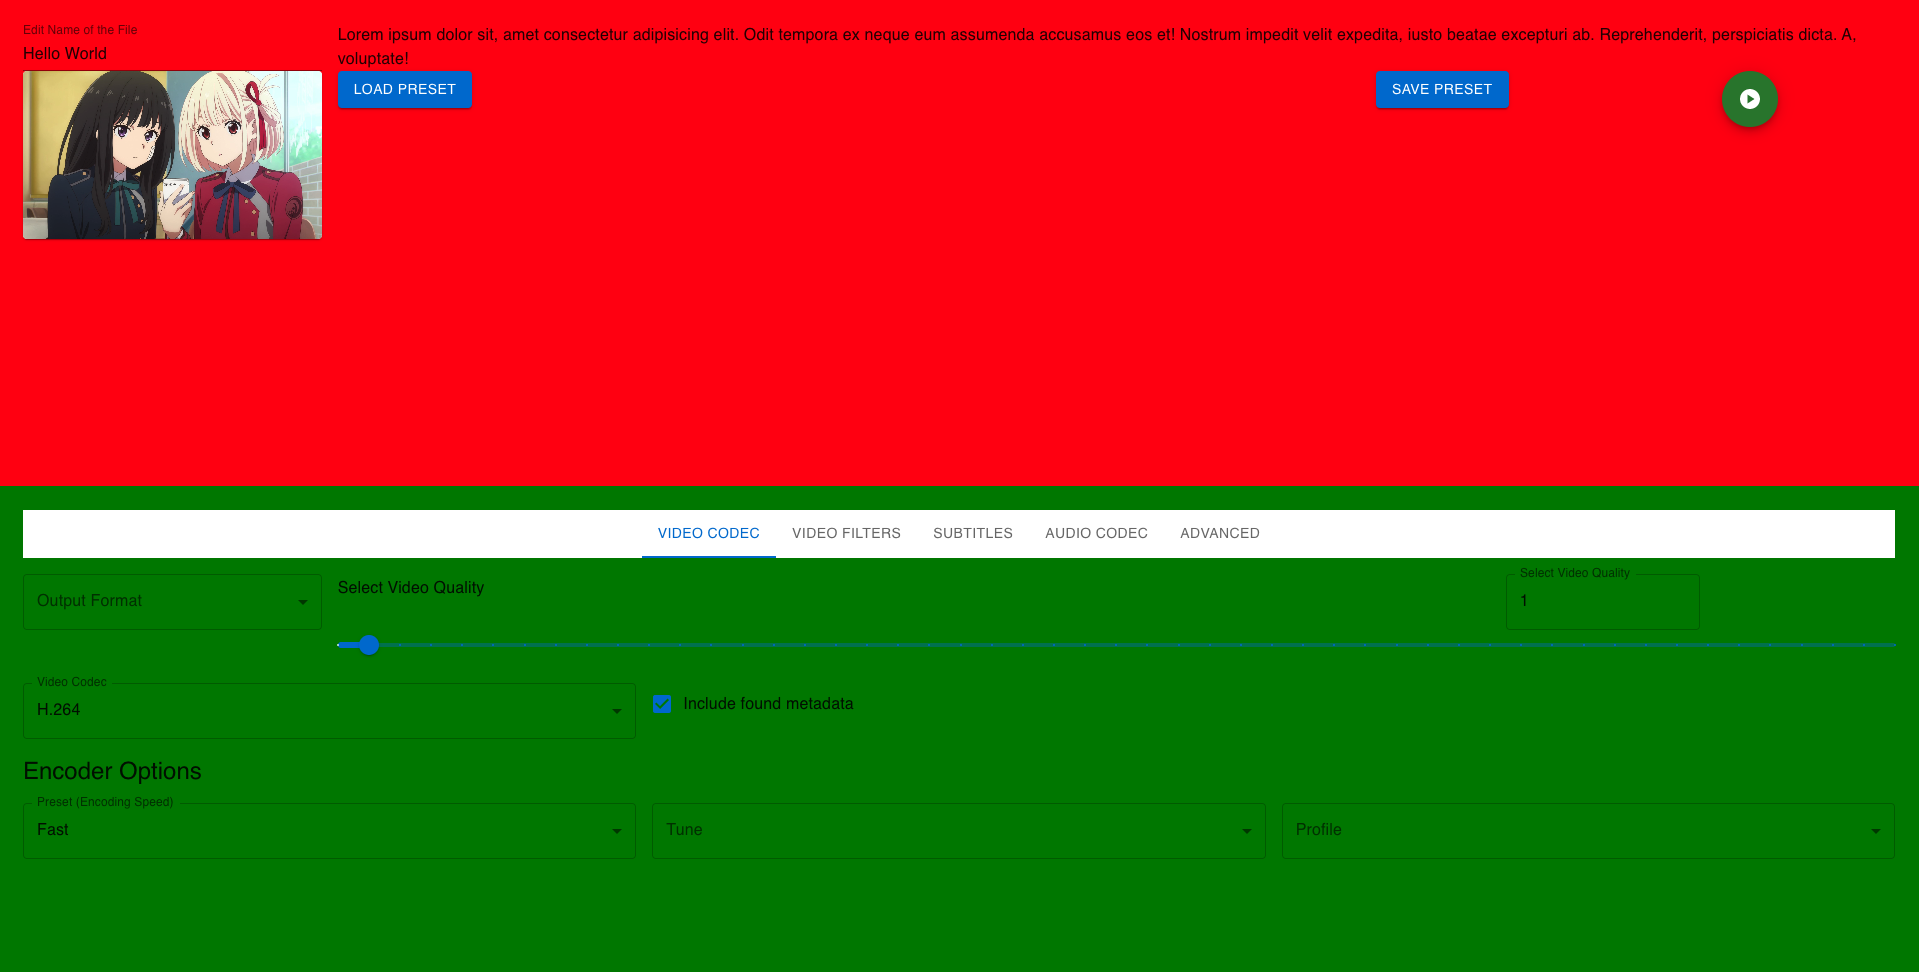 Edit Name of the File
Hello World
Lorem ipsum dolor sit, amet consectetur adipisicing elit. Odit tempora ex neque eum assumenda accusamus eos et! Nostrum impedit velit expedita, iusto beatae excepturi ab. Reprehenderit, perspiciatis dicta. A,
voluptate!
LOAD PRESET
SAVE PRESET
VIDEO CODEC
VIDEO FILTERS
SUBTITLES
AUDIO CODEC
ADVANCED
Output Format
Select Video Quality
Select Video Quality
1
Video Codec
H.264
Include found metadata
Encoder Options
Preset (Encoding Speed)
Fast
Tune
Profile